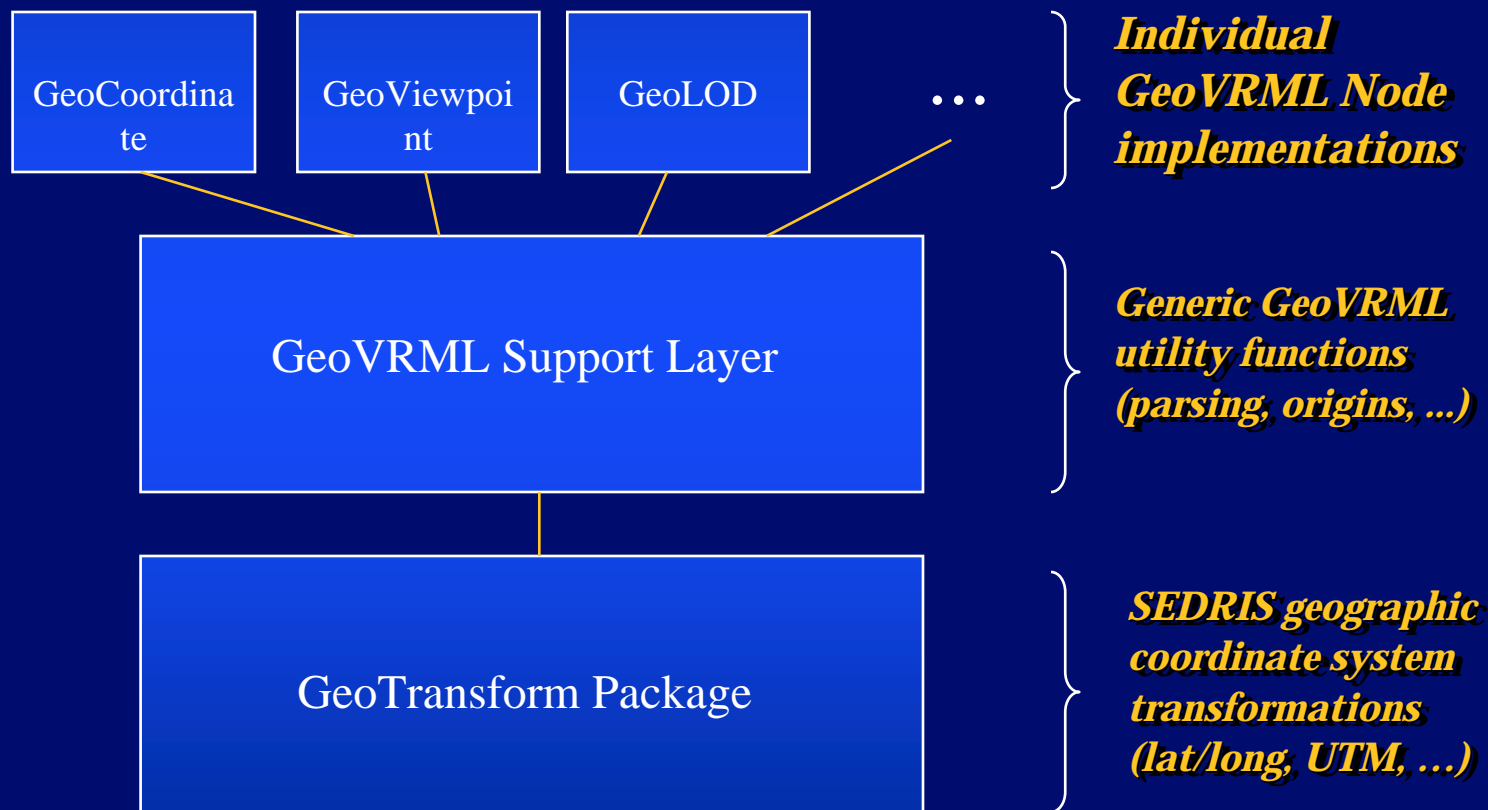 GeoCoordina
te
GeoViewpoi
nt
GeoLOD
…
Individual
GeoVRML Node
implementations
GeoVRML Support Layer
Generic GeoVRML
utility functions
(parsing, origins, ...)
GeoTransform Package
SEDRIS geographic
coordinate system
transformations
(lat/long, UTM, …)